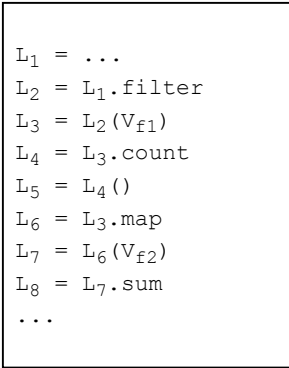 L₁ = ...
L₂ = L₁.filter
L₃ = L₂(V_f1)
L₄ = L₃.count
L₅ = L₄()
L₆ = L₃.map
L₇ = L₆(V_f2)
L₈ = L₇.sum
...